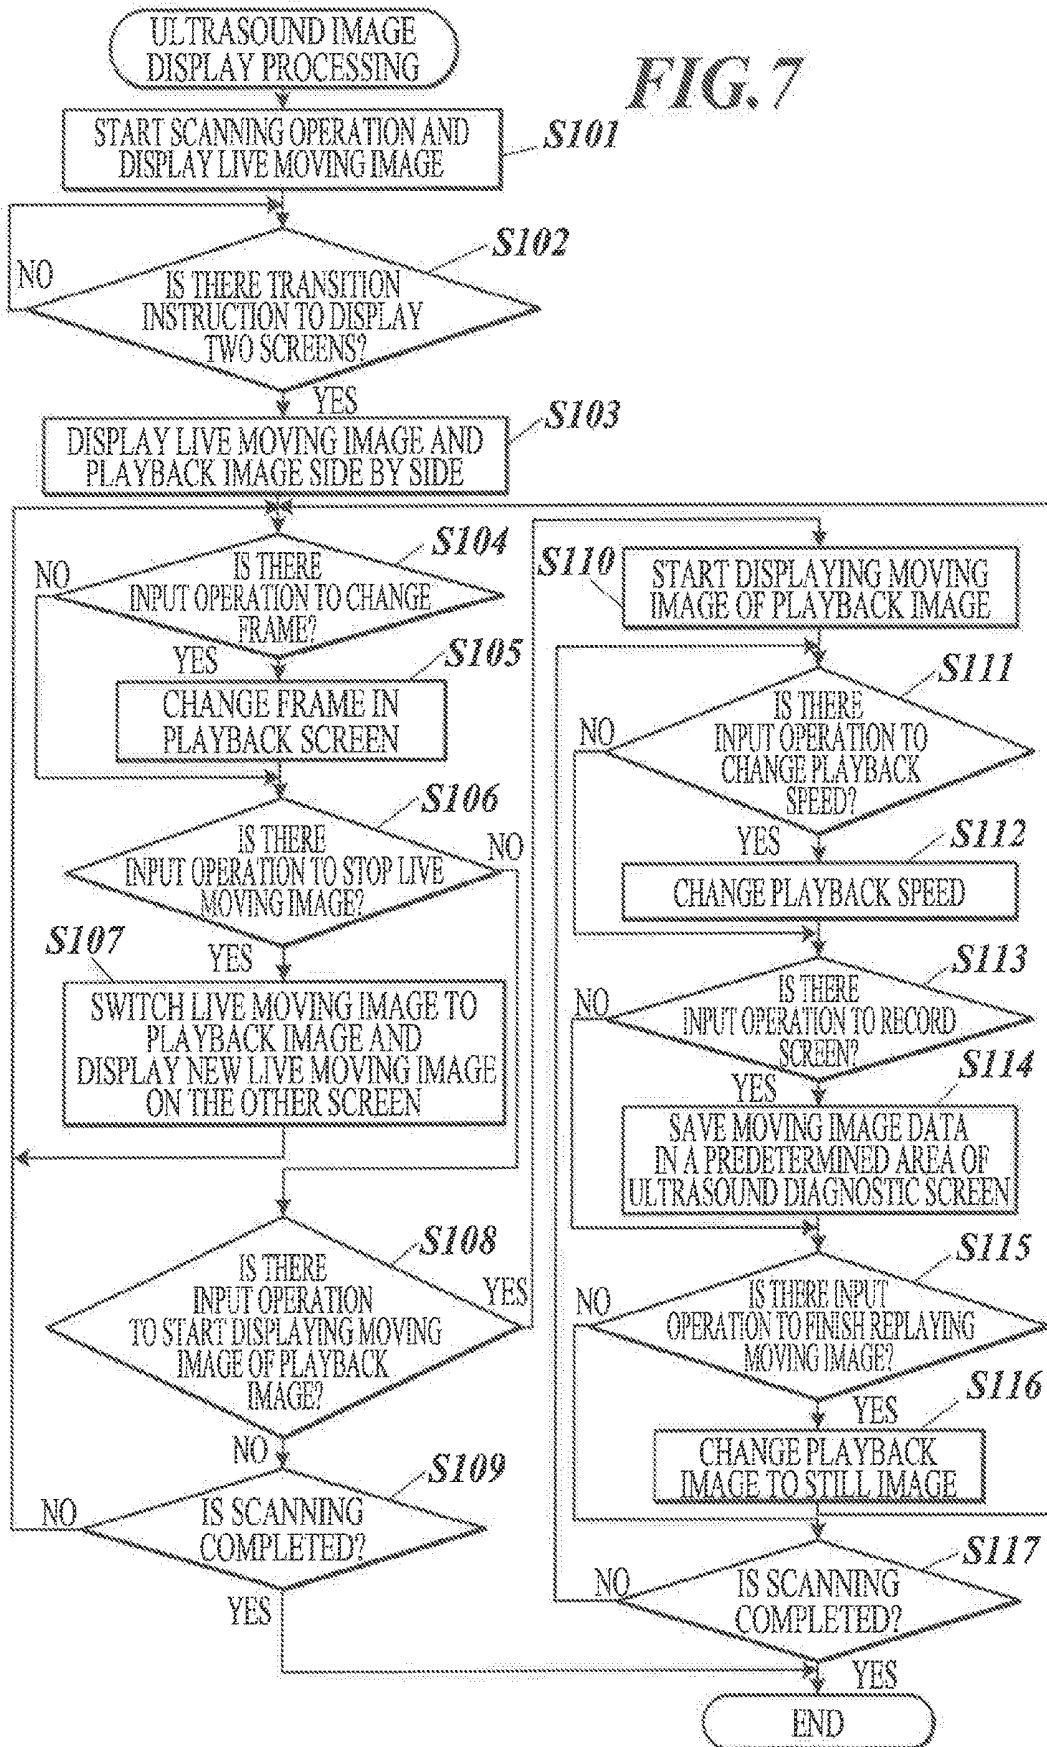 ULTRASOUND IMAGE
DISPLAY PROCESSING
FIG.7
START SCANNING OPERATION AND
DISPLAY LIVE MOVING IMAGE
S101
S102
NO
IS THERE TRANSITION
INSTRUCTION TO DISPLAY
TWO SCREENS?
YES
S103
DISPLAY LIVE MOVING IMAGE AND
PLAYBACK IMAGE SIDE BY SIDE
S104
NO
IS THERE
INPUT OPERATION TO CHANGE
FRAME?
YES
S105
CHANGE FRAME IN
PLAYBACK SCREEN
S106
IS THERE
INPUT OPERATION TO STOP LIVE
MOVING IMAGE?
NO
YES
S107
SWITCH LIVE MOVING IMAGE TO
PLAYBACK IMAGE AND
DISPLAY NEW LIVE MOVING IMAGE
ON THE OTHER SCREEN
S108
IS THERE
INPUT OPERATION
TO START DISPLAYING MOVING
IMAGE OF PLAYBACK
IMAGE?
YES
NO
S109
NO
IS SCANNING
COMPLETED?
YES
S110
START DISPLAYING MOVING
IMAGE OF PLAYBACK IMAGE
S111
NO
IS THERE
INPUT OPERATION TO
CHANGE PLAYBACK
SPEED?
YES
S112
CHANGE PLAYBACK SPEED
S113
NO
IS THERE
INPUT OPERATION TO RECORD
SCREEN?
YES
S114
SAVE MOVING IMAGE DATA
IN A PREDETERMINED AREA OF
ULTRASOUND DIAGNOSTIC SCREEN
S115
NO
IS THERE INPUT
OPERATION TO FINISH REPLAYING
MOVING IMAGE?
YES
S116
CHANGE PLAYBACK
IMAGE TO STILL IMAGE
S117
NO
IS SCANNING
COMPLETED?
YES
END